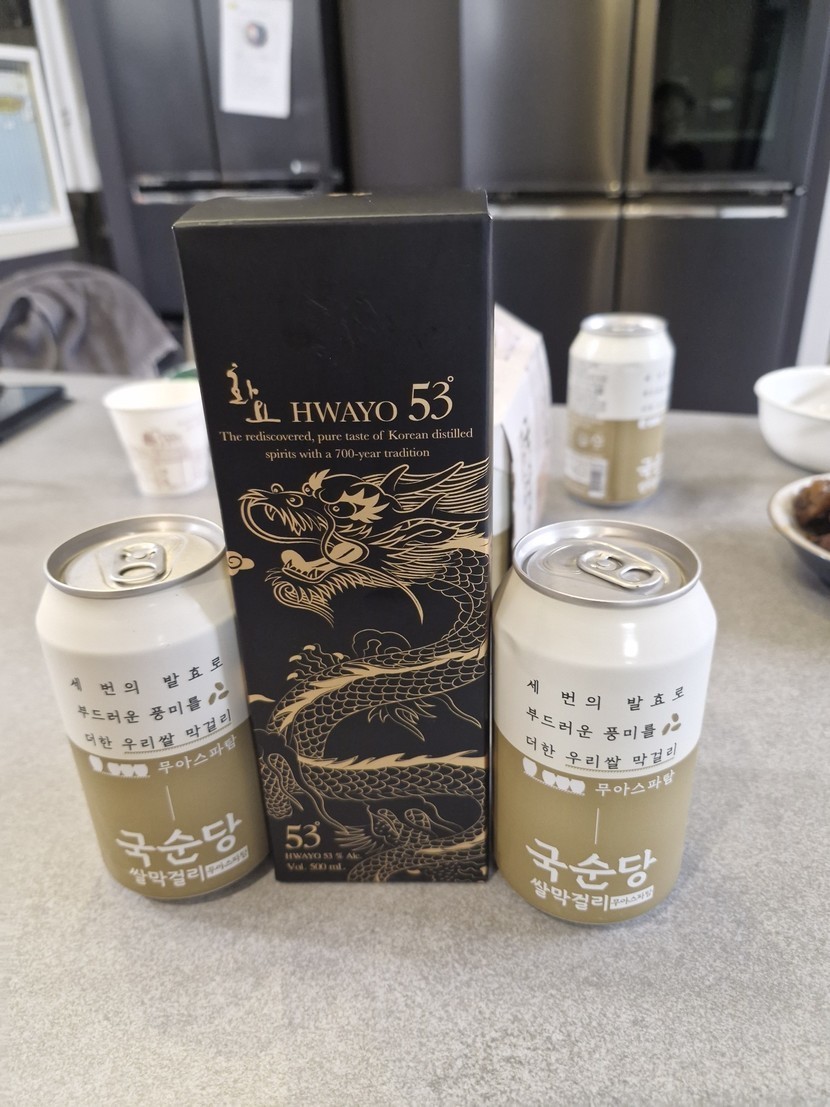 화요 HWAYO 53°
The rediscovered, pure taste of Korean distilled
spirits with a 700-year tradition
53°
HWAYO 53 % Alc.
Vol. 500 mL
세 번의 발효로
부드러운 풍미를
더한 우리쌀 막걸리
무아스파탐
국순당
쌀막걸리 무아스파탐
세 번의 발효로
부드러운 풍미를
더한 우리쌀 막걸리
무아스파탐
국순당
쌀막걸리 무아스파탐